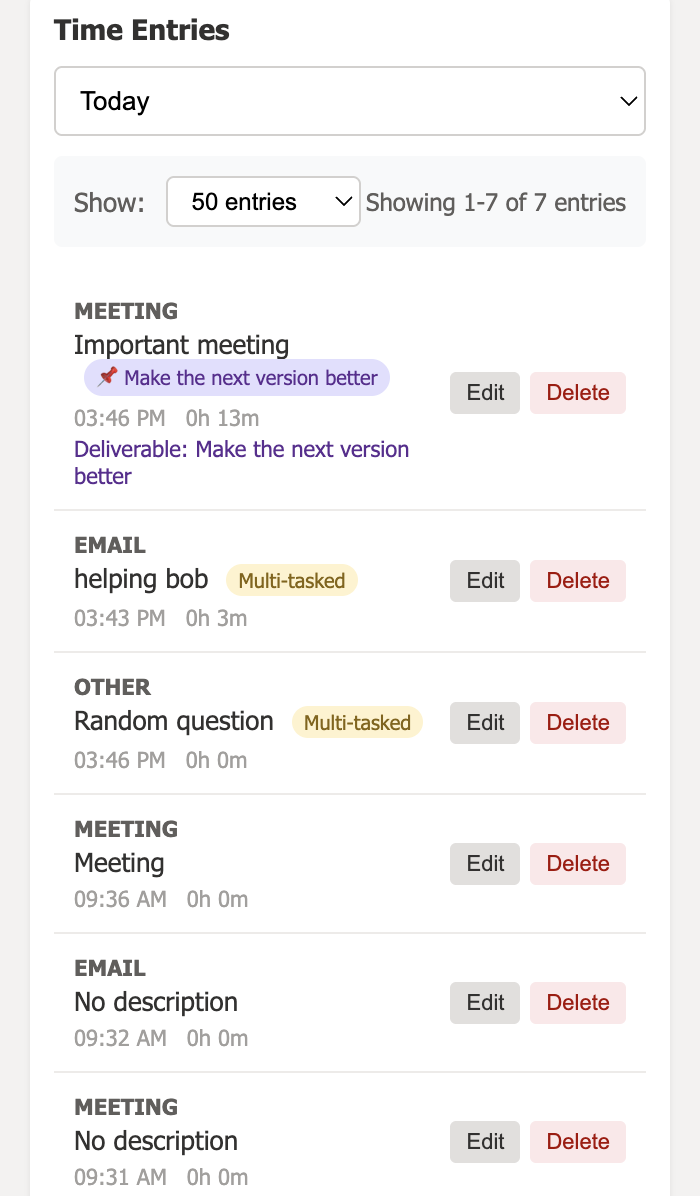 Time Entries
Today
Show: 50 entries Showing 1-7 of 7 entries
MEETING
Important meeting
📌 Make the next version better
03:46 PM 0h 13m
Deliverable: Make the next version
better
Edit Delete
EMAIL
helping bob Multi-tasked
03:43 PM 0h 3m
Edit Delete
OTHER
Random question Multi-tasked
03:46 PM 0h 0m
Edit Delete
MEETING
Meeting
09:36 AM 0h 0m
Edit Delete
EMAIL
No description
09:32 AM 0h 0m
Edit Delete
MEETING
No description
09:31 AM 0h 0m
Edit Delete